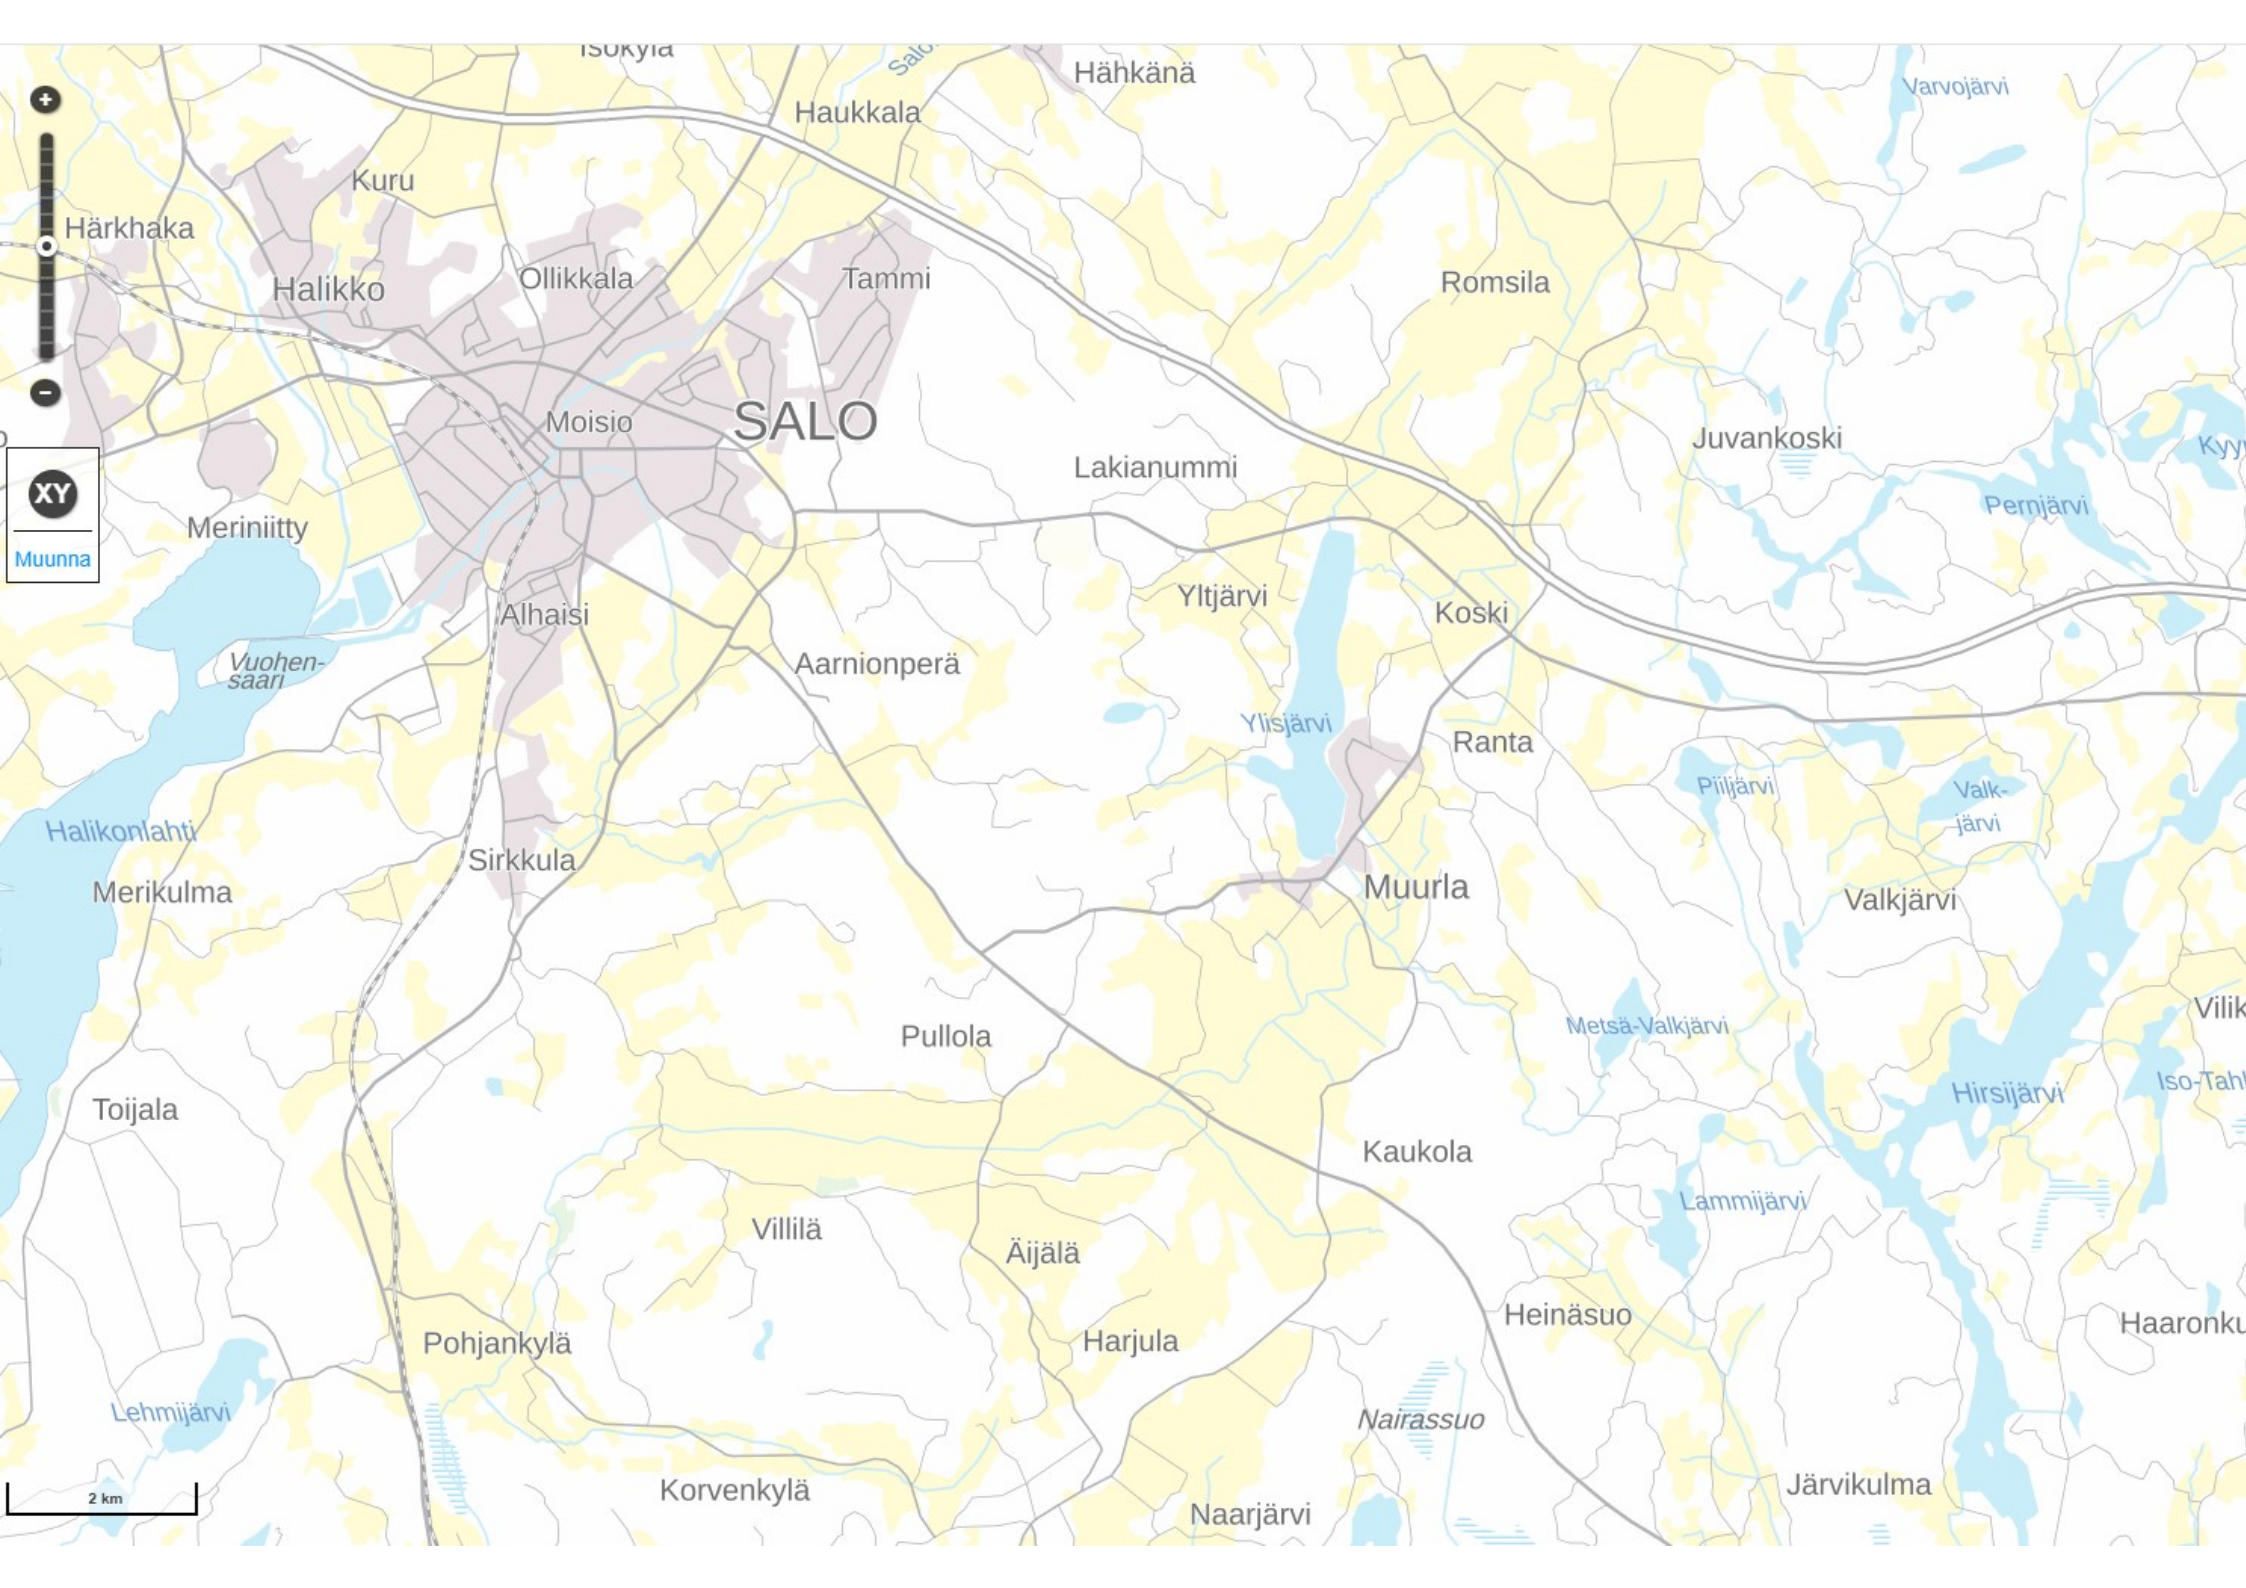 Isokylä
Hähkänä
Varvojärvi
Haukkala
Kuru
Härkhaka
Halikko
Ollikkala
Tammi
Romsila
Moisio
SALO
Juvankoski
Lakianummi
XY
Muunna
Meriniitty
Pernjärvi
Yltjärvi
Koski
Alhaisi
Vuohen-
saari
Aarnionperä
Ylisjärvi
Ranta
Piiljärvi
Valk-
järvi
Halikonlahti
Sirkkula
Merikulma
Muurla
Valkjärvi
Pullola
Metsä-Valkjärvi
Vilik
Hirsijärvi
Iso-Tahl
Toijala
Kaukola
Lammijärvi
Villilä
Äijälä
Heinäsuo
Haaronku
Pohjankylä
Harjula
Lehmijärvi
Nairassuo
Korvenkylä
Järvikulma
2 km
Naarjärvi